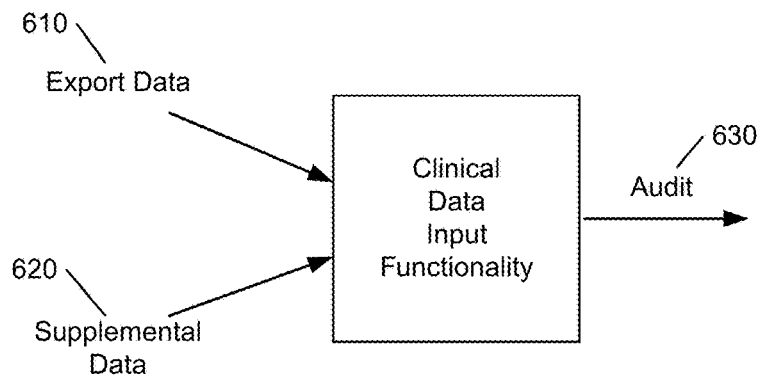 610
Export Data
Clinical
Data
Input
Functionality
630
Audit
620
Supplemental
Data